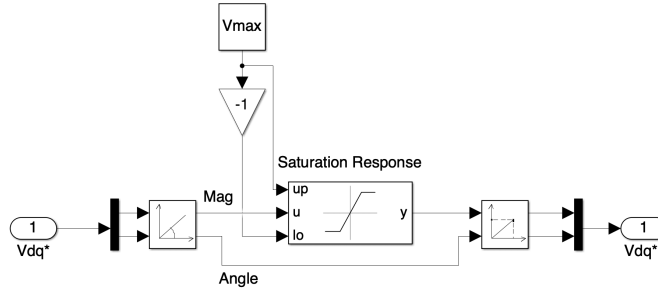 Vmax
-1
Saturation Response
up
Mag
u
y
lo
1
Vdq*
1
Vdq*
Angle